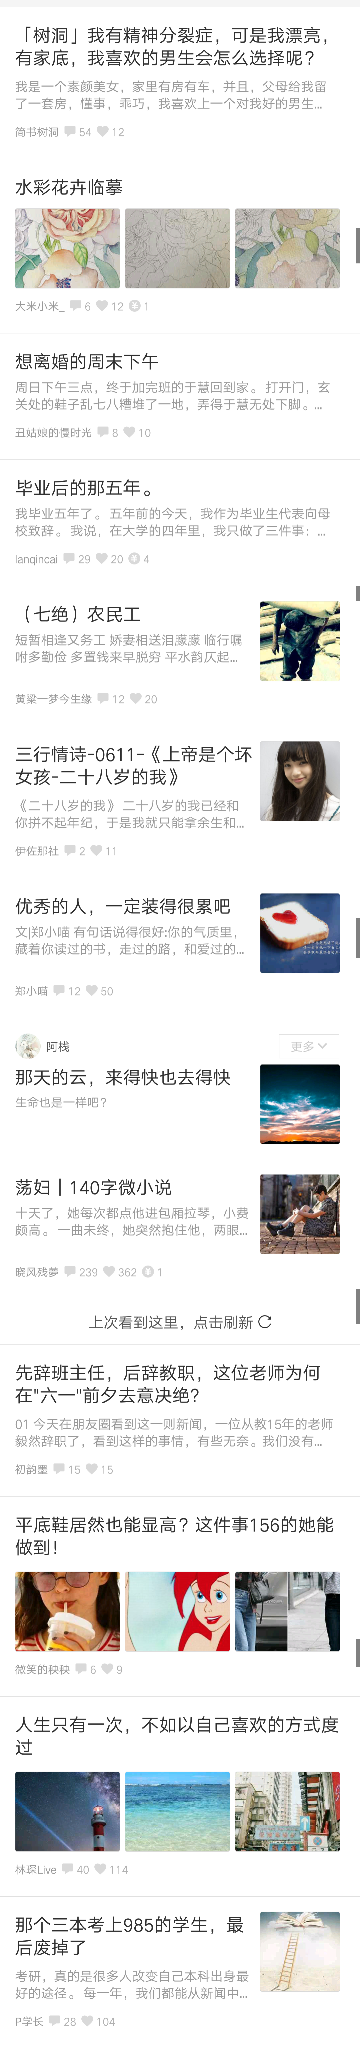 「树洞」我有精神分裂症，可是我漂亮，
有家底，我喜欢的男生会怎么选择呢？
我是一个素颜美女，家里有房有车，并且，父母给我留
了一套房，懂事，乖巧，我喜欢上一个对我好的男生...
简书树洞 54 12
水彩花卉临摹
大米小米_ 6 12 1
想离婚的周末下午
周日下午三点，终于加完班的于慧回到家。 打开门，玄
关处的鞋子乱七八糟堆了一地，弄得于慧无处下脚。...
丑姑娘的慢时光 8 10
毕业后的那五年。
我毕业五年了。 五年前的今天，我作为毕业生代表向母
校致辞。 我说，在大学的四年里，我只做了三件事：...
lanqincai 29 20 4
（七绝）农民工
短暂相逢又务工 娇妻相送泪濛濛 临行嘱
咐多勤俭 多置钱来早脱穷 平水韵仄起...
黄粱一梦今生缘 12 20
三行情诗-0611-《上帝是个坏
女孩-二十八岁的我》
《二十八岁的我》 二十八岁的我已经和
你拼不起年纪，于是我就只能拿余生和...
伊佐那社 2 11
优秀的人，一定装得很累吧
文|郑小喵 有句话说得很好:你的气质里，
藏着你读过的书，走过的路，和爱过的...
郑小喵 12 50
阿栈
更多
那天的云，来得快也去得快
生命也是一样吧？
荡妇 | 140字微小说
十天了，她每次都点他进包厢拉琴，小费
颇高。 一曲未终，她突然抱住他，两眼...
晓风残夢 239 362 1
上次看到这里，点击刷新
先辞班主任，后辞教职，这位老师为何
在"六一"前夕去意决绝？
01 今天在朋友圈看到这一则新闻，一位从教15年的老师
毅然辞职了，看到这样的事情，有些无奈。我们没有...
初韵墨 15 15
平底鞋居然也能显高？这件事156的她能
做到！
微笑的秧秧 6 9
人生只有一次，不如以自己喜欢的方式度
过
林琛Live 40 114
那个三本考上985的学生，最
后废掉了
考研，真的是很多人改变自己本科出身最
好的途径。 每一年，我们都能从新闻中...
P学长 28 104